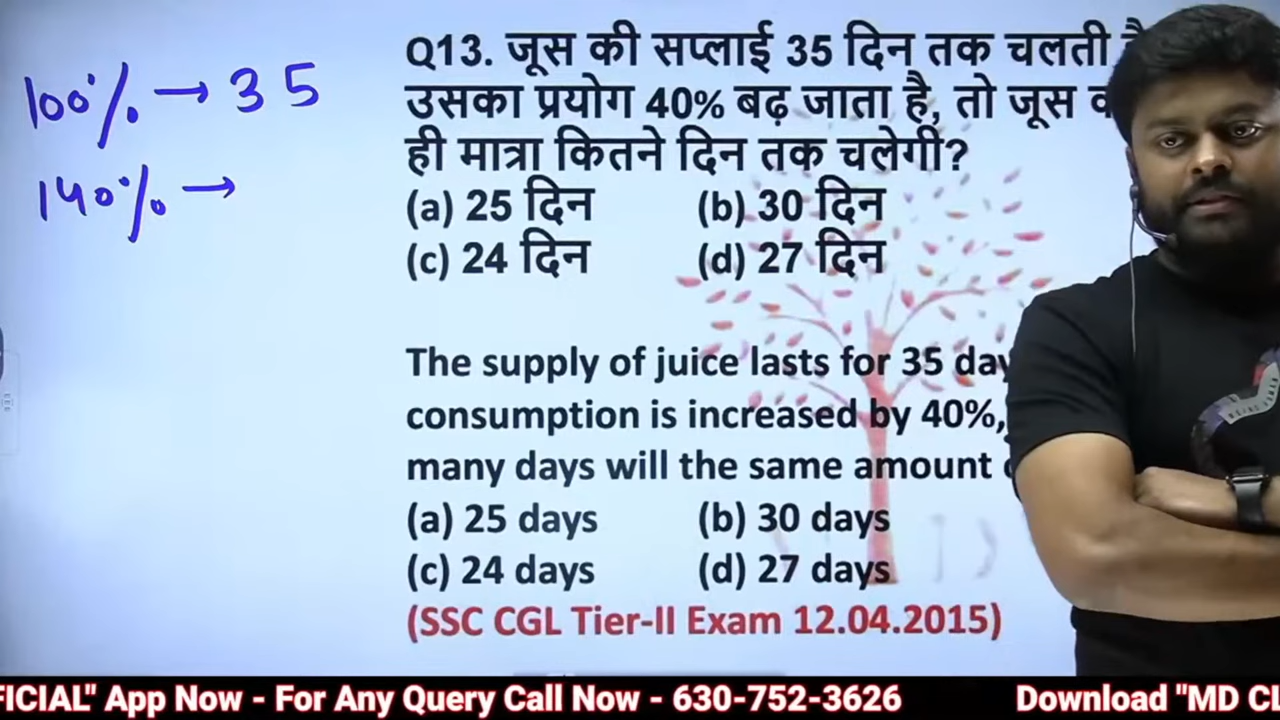 100% → 35
140% →
Q13. जूस की सप्लाई 35 दिन तक चलती
उसका प्रयोग 40% बढ़ जाता है, तो जूस
ही मात्रा कितने दिन तक चलेगी?
(a) 25 दिन (b) 30 दिन
(c) 24 दिन (d) 27 दिन
The supply of juice lasts for 35
consumption is increased by 40%,
many days will the same amount
(a) 25 days (b) 30 days
(c) 24 days (d) 27 days
(SSC CGL Tier-II Exam 12.04.2015)
FICIAL" App Now - For Any Query Call Now - 630-752-3626 Download "MD